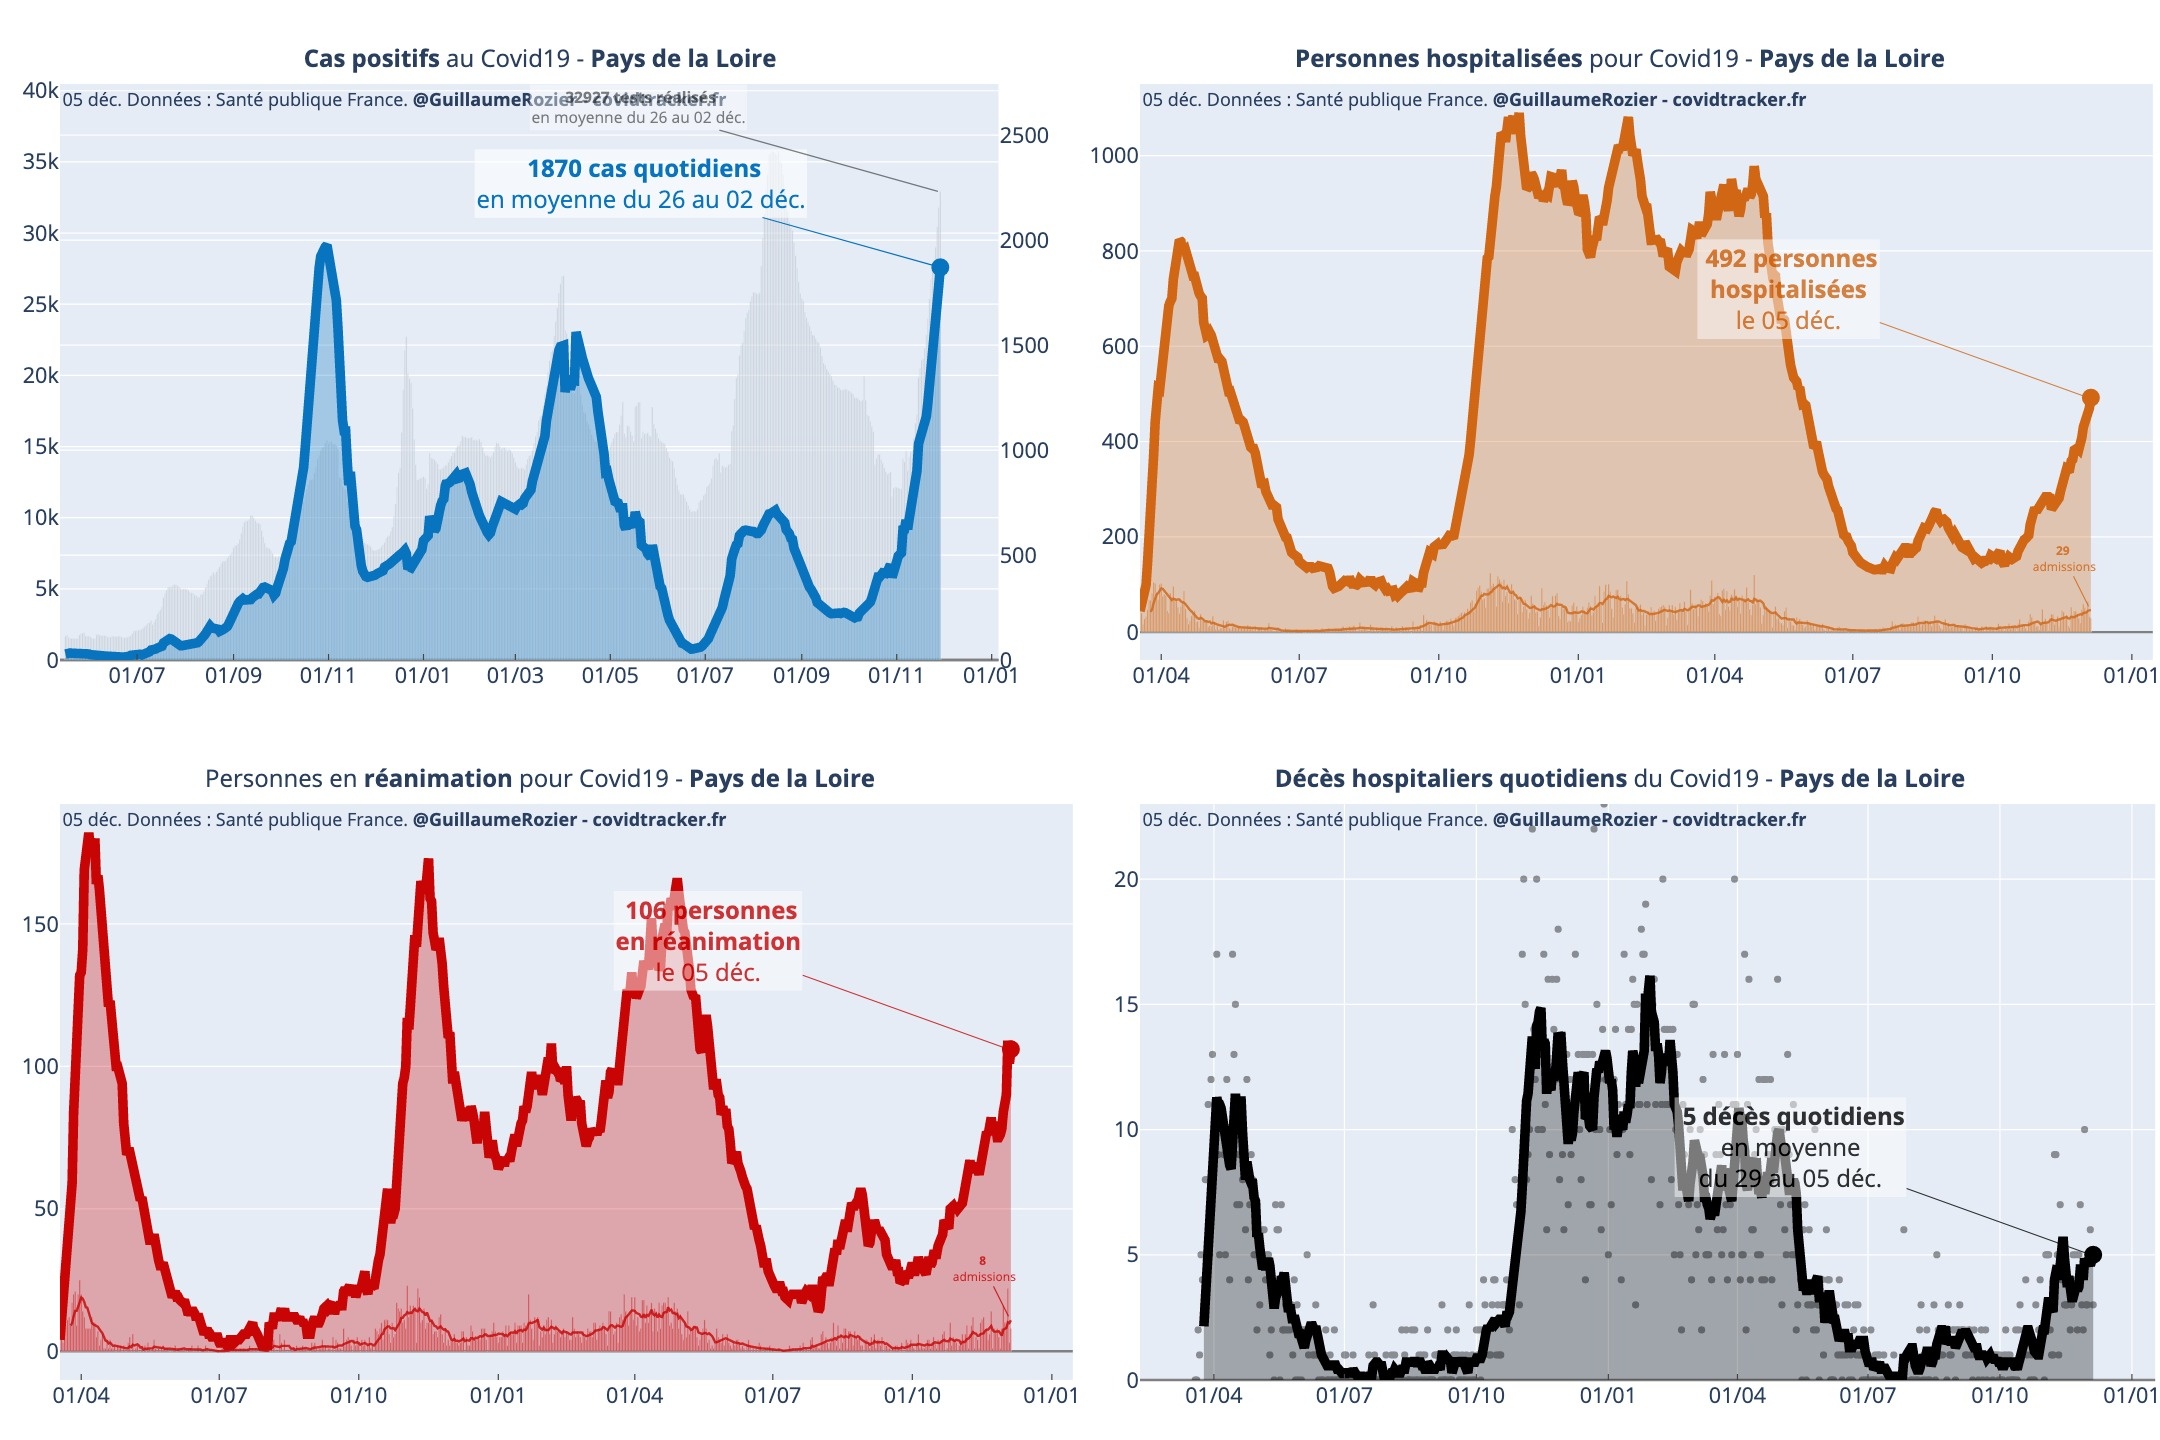 Cas positifs au Covid19 - Pays de la Loire
05 déc. Données : Santé publique France. @GuillaumeRozier - covidtracker.fr
32927 tests réalisés
en moyenne du 26 au 02 déc.
1870 cas quotidiens
en moyenne du 26 au 02 déc.
40k
35k
30k
25k
20k
15k
10k
5k
0
2500
2000
1500
1000
500
0
01/07 01/09 01/11 01/01 01/03 01/05 01/07 01/09 01/11 01/01
Personnes hospitalisées pour Covid19 - Pays de la Loire
05 déc. Données : Santé publique France. @GuillaumeRozier - covidtracker.fr
1000
800
600
400
200
0
492 personnes
hospitalisées
le 05 déc.
29
admissions
01/04 01/07 01/10 01/01 01/04 01/07 01/10 01/01
Personnes en réanimation pour Covid19 - Pays de la Loire
05 déc. Données : Santé publique France. @GuillaumeRozier - covidtracker.fr
150
100
50
0
106 personnes
en réanimation
le 05 déc.
8
admissions
01/04 01/07 01/10 01/01 01/04 01/07 01/10 01/01
Décès hospitaliers quotidiens du Covid19 - Pays de la Loire
05 déc. Données : Santé publique France. @GuillaumeRozier - covidtracker.fr
20
15
10
5
0
5 décès quotidiens
en moyenne
du 29 au 05 déc.
01/04 01/07 01/10 01/01 01/04 01/07 01/10 01/01